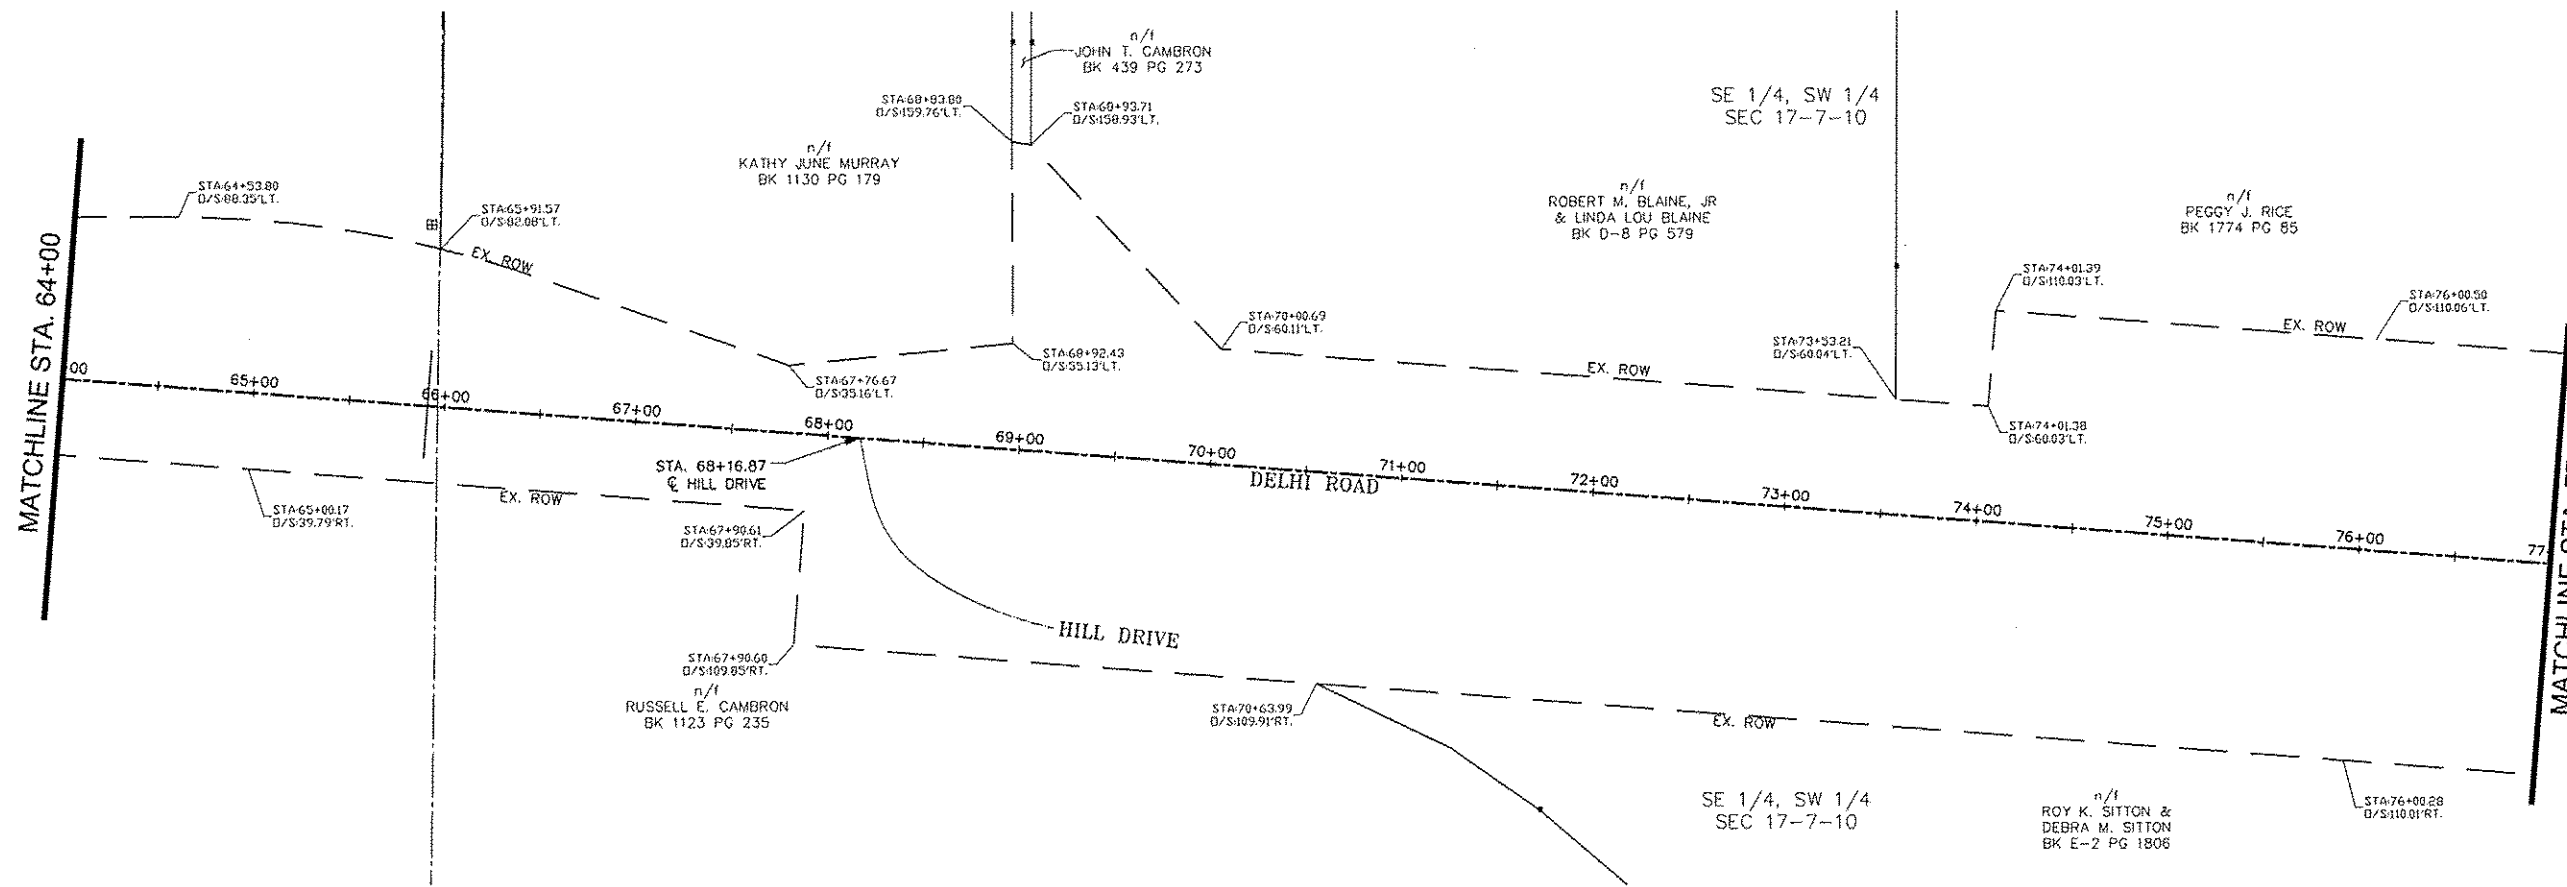 MATCHLINE STA. 64+00
STA:64+53.80
O/S:88.35'LT.
STA:65+91.57
O/S:82.08'LT.
EX. ROW
n/f
KATHY JUNE MURRAY
BK 1130 PG 179
STA:68+93.80
O/S:159.76'LT.
n/f
JOHN T. CAMBRON
BK 439 PG 273
STA:68+93.71
O/S:158.93'LT.
SE 1/4, SW 1/4
SEC 17-7-10
n/f
ROBERT M. BLAINE, JR
& LINDA LOU BLAINE
BK D-8 PG 579
n/f
PEGGY J. RICE
BK 1774 PG 85
STA:67+76.67
O/S:35.16'LT.
STA:68+92.43
O/S:55.13'LT.
STA:70+00.69
O/S:60.11'LT.
EX. ROW
STA:73+53.21
O/S:60.04'LT.
STA:74+01.39
O/S:110.03'LT.
STA:74+01.38
O/S:60.03'LT.
EX. ROW
STA:76+00.50
O/S:110.06'LT.
00
65+00
66+00
67+00
68+00
69+00
70+00
71+00
72+00
73+00
74+00
75+00
76+00
77
STA. 68+16.87
℄ HILL DRIVE
DELHI ROAD
STA:65+00.17
O/S:39.79'RT.
EX. ROW
STA:67+90.61
O/S:39.85'RT.
HILL DRIVE
STA:67+90.60
O/S:109.85'RT.
n/f
RUSSELL E. CAMBRON
BK 1123 PG 235
STA:70+63.99
O/S:109.91'RT.
EX. ROW
SE 1/4, SW 1/4
SEC 17-7-10
n/f
ROY K. SITTON &
DEBRA M. SITTON
BK E-2 PG 1806
STA:76+00.28
O/S:110.01'RT.
MATCHLINE STA.